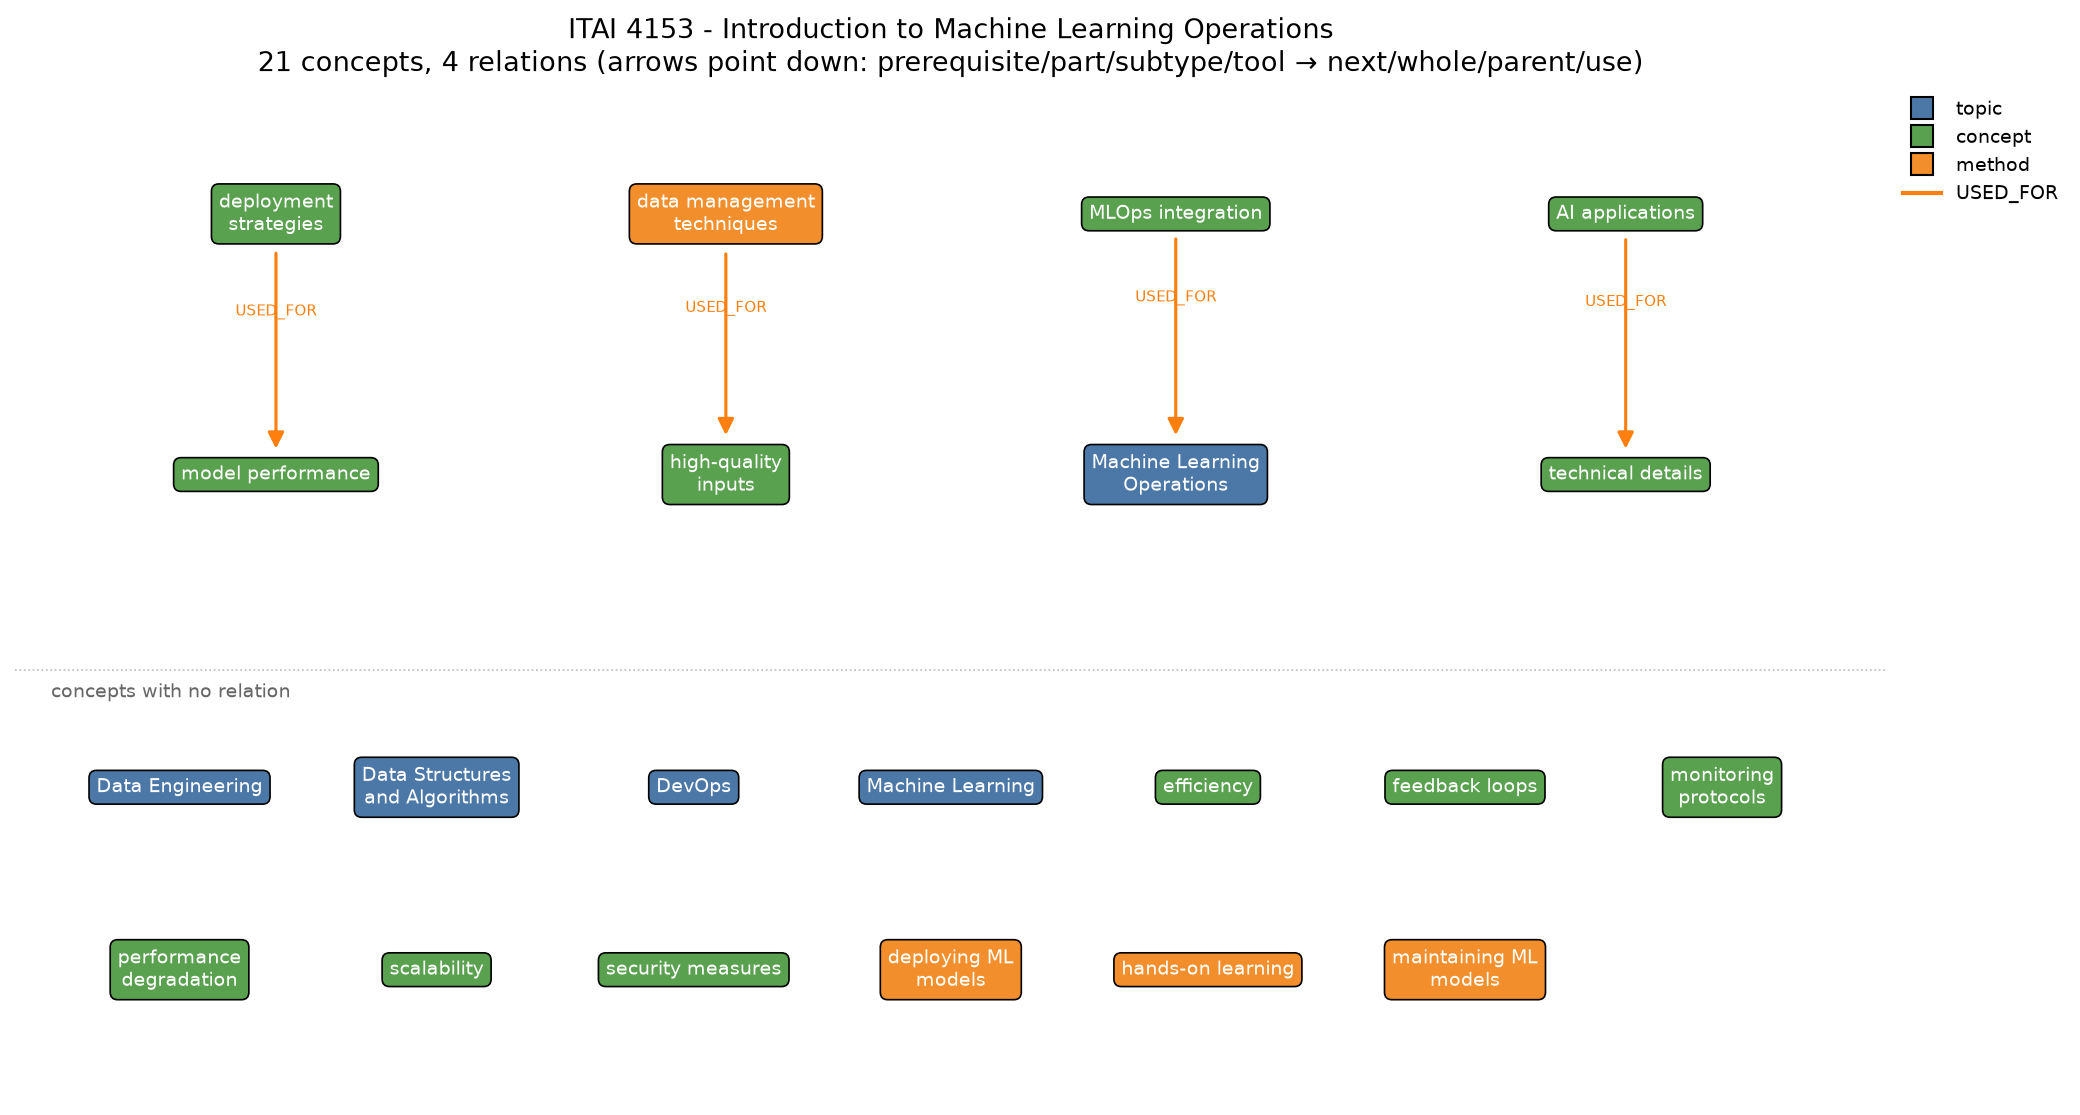 ITAI 4153 - Introduction to Machine Learning Operations
21 concepts, 4 relations (arrows point down: prerequisite/part/subtype/tool → next/whole/parent/use)
topic
concept
method
USED_FOR
deployment
strategies
data management
techniques
MLOps integration
AI applications
USED_FOR
USED_FOR
USED_FOR
USED_FOR
model performance
high-quality
inputs
Machine Learning
Operations
technical details
concepts with no relation
Data Engineering
Data Structures
and Algorithms
DevOps
Machine Learning
efficiency
feedback loops
monitoring
protocols
performance
degradation
scalability
security measures
deploying ML
models
hands-on learning
maintaining ML
models